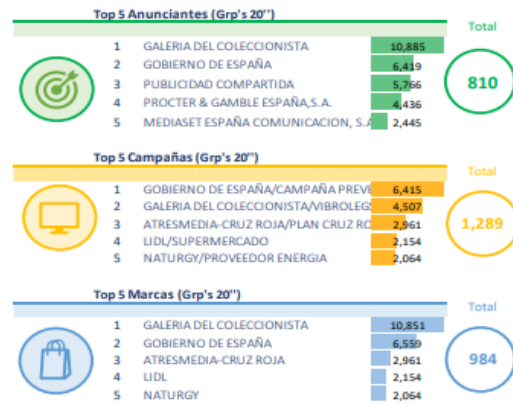 Top 5 Anunciantes (Grp's 20'')
Total
1 GALERIA DEL COLECCIONISTA 10,885
2 GOBIERNO DE ESPAÑA 6,419
3 PUBLICIDAD COMPARTIDA 5,766
4 PROCTER & GAMBLE ESPAÑA,S.A. 4,436
5 MEDIASET ESPAÑA COMUNICACION, S.A 2,445
810
Top 5 Campañas (Grp's 20'')
Total
1 GOBIERNO DE ESPAÑA/CAMPAÑA PREVE 6,415
2 GALERIA DEL COLECCIONISTA/VIBROLEGS 4,507
3 ATRESMEDIA-CRUZ ROJA/PLAN CRUZ RO 2,961
4 LIDL/SUPERMERCADO 2,154
5 NATURGY/PROVEEDOR ENERGIA 2,064
1,289
Top 5 Marcas (Grp's 20'')
Total
1 GALERIA DEL COLECCIONISTA 10,851
2 GOBIERNO DE ESPAÑA 6,559
3 ATRESMEDIA-CRUZ ROJA 2,961
4 LIDL 2,154
5 NATURGY 2,064
984